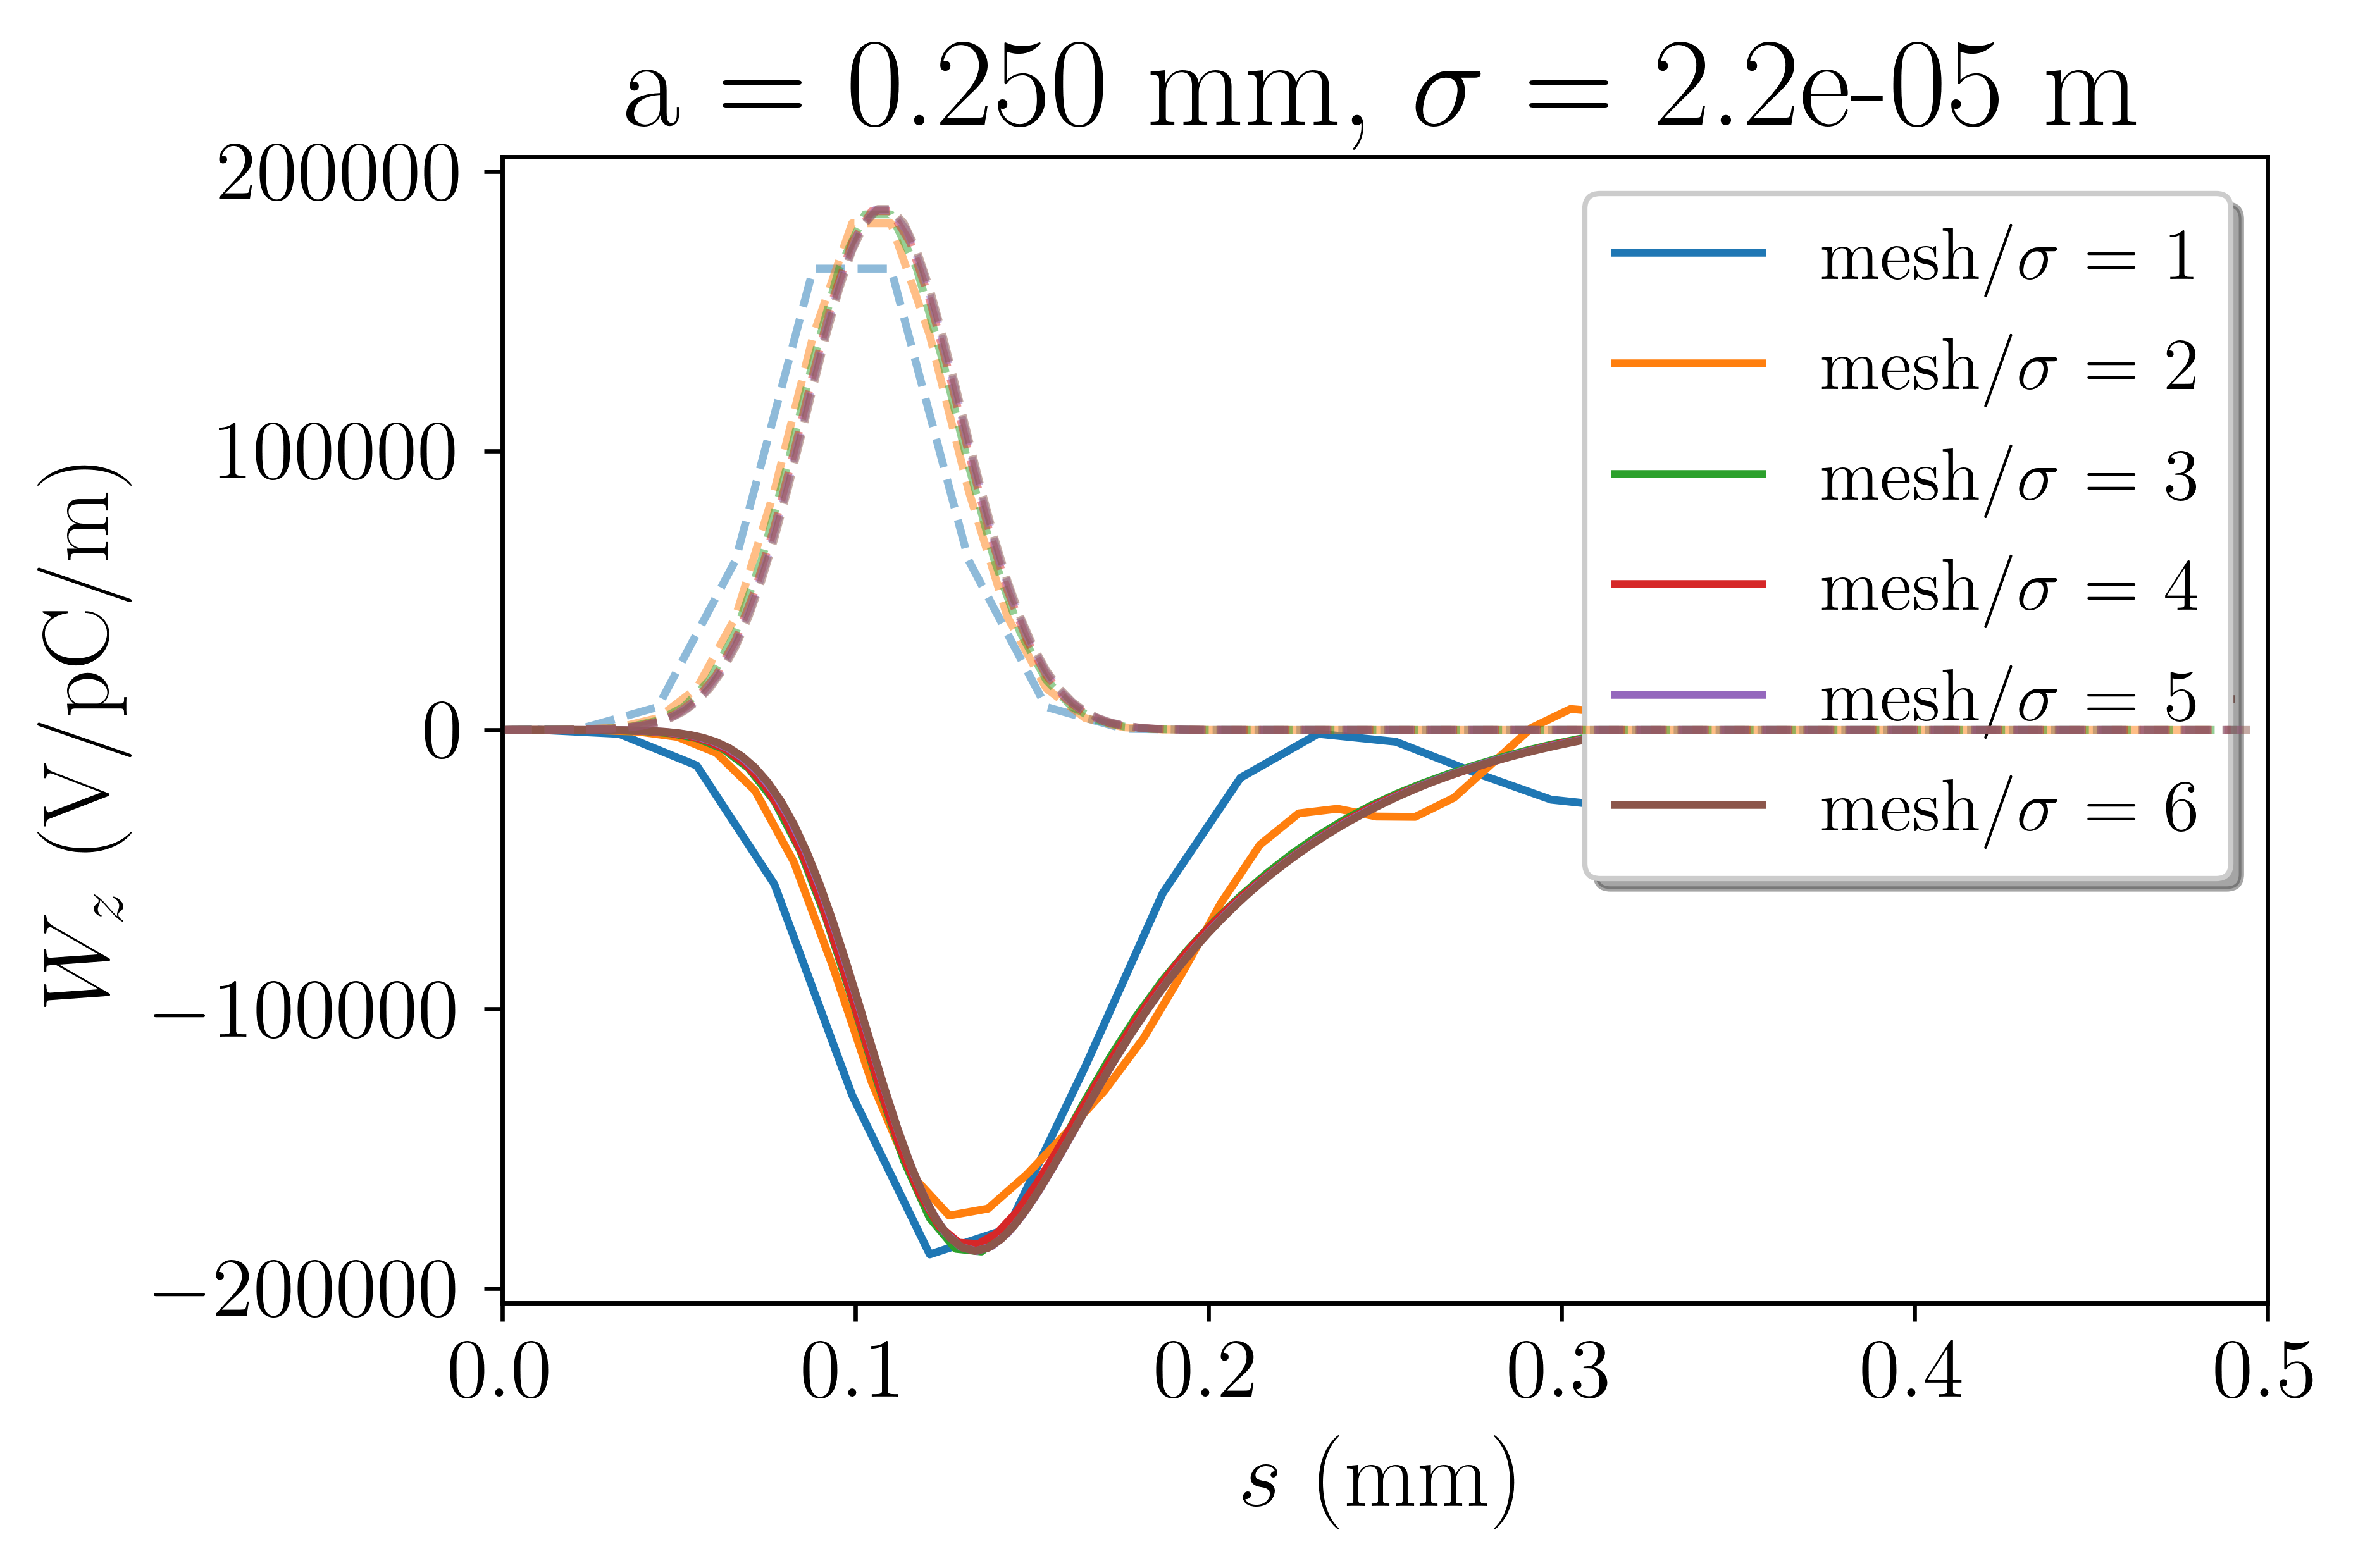 a = 0.250 mm, σ = 2.2e-05 m
200000
100000
0
−100000
−200000
W_z (V/pC/m)
mesh/σ = 1
mesh/σ = 2
mesh/σ = 3
mesh/σ = 4
mesh/σ = 5
mesh/σ = 6
0.0 0.1 0.2 0.3 0.4 0.5
s (mm)